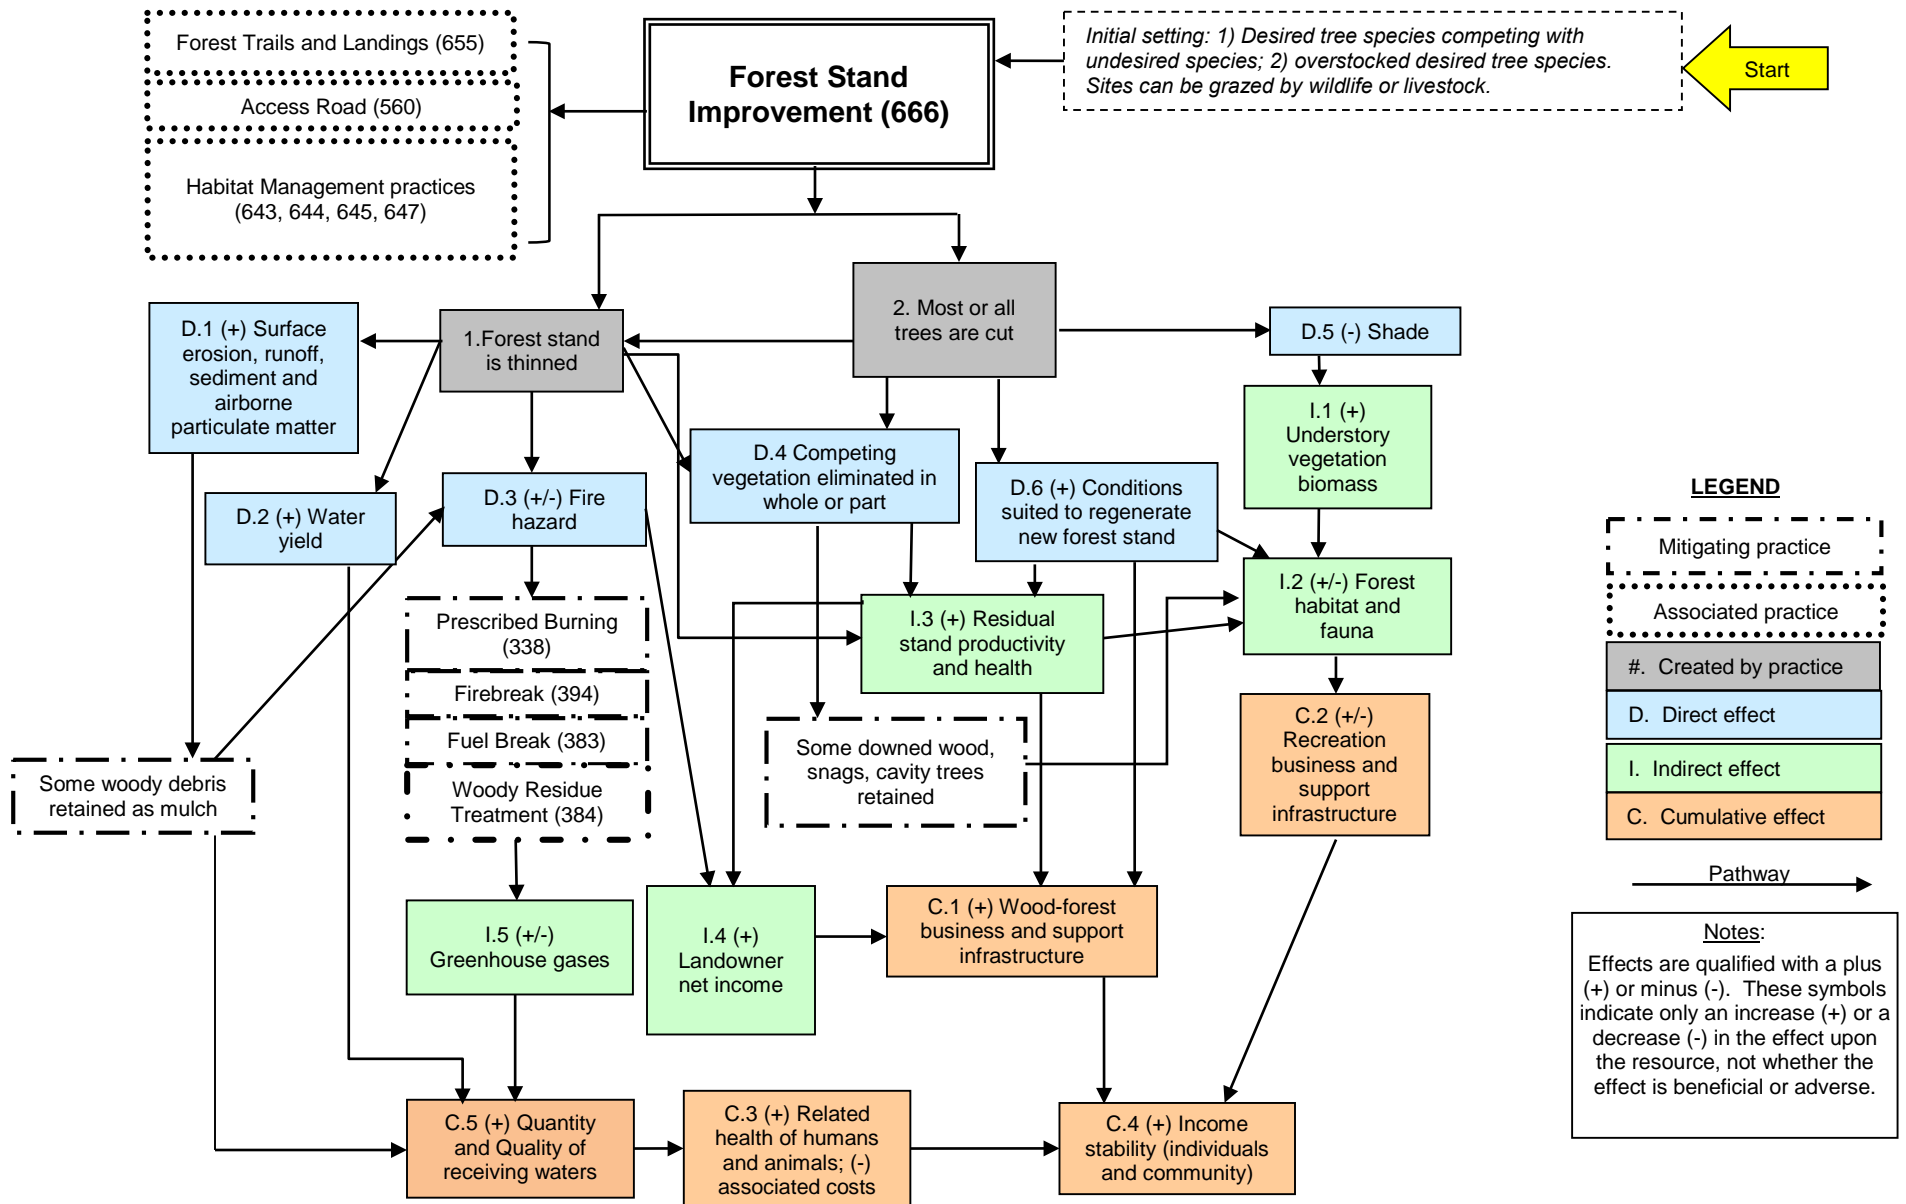 Forest Trails and Landings (655)
Access Road (560)
Habitat Management practices
(643, 644, 645, 647)
Forest Stand
Improvement (666)
Initial setting: 1) Desired tree species competing with
undesired species; 2) overstocked desired tree species.
Sites can be grazed by wildlife or livestock.
Start
D.1 (+) Surface
erosion, runoff,
sediment and
airborne
particulate matter
1.Forest stand
is thinned
2. Most or all
trees are cut
D.5 (-) Shade
I.1 (+)
Understory
vegetation
biomass
D.2 (+) Water
yield
D.3 (+/-) Fire
hazard
D.4 Competing
vegetation eliminated in
whole or part
D.6 (+) Conditions
suited to regenerate
new forest stand
I.2 (+/-) Forest
habitat and
fauna
Prescribed Burning
(338)
Firebreak (394)
Fuel Break (383)
Woody Residue
Treatment (384)
I.3 (+) Residual
stand productivity
and health
Some woody debris
retained as mulch
Some downed wood,
snags, cavity trees
retained
C.2 (+/-)
Recreation
business and
support
infrastructure
I.5 (+/-)
Greenhouse gases
I.4 (+)
Landowner
net income
C.1 (+) Wood-forest
business and support
infrastructure
C.5 (+) Quantity
and Quality of
receiving waters
C.3 (+) Related
health of humans
and animals; (-)
associated costs
C.4 (+) Income
stability (individuals
and community)
LEGEND
Mitigating practice
Associated practice
#. Created by practice
D. Direct effect
I. Indirect effect
C. Cumulative effect
Pathway
Notes:
Effects are qualified with a plus
(+) or minus (-). These symbols
indicate only an increase (+) or a
decrease (-) in the effect upon
the resource, not whether the
effect is beneficial or adverse.